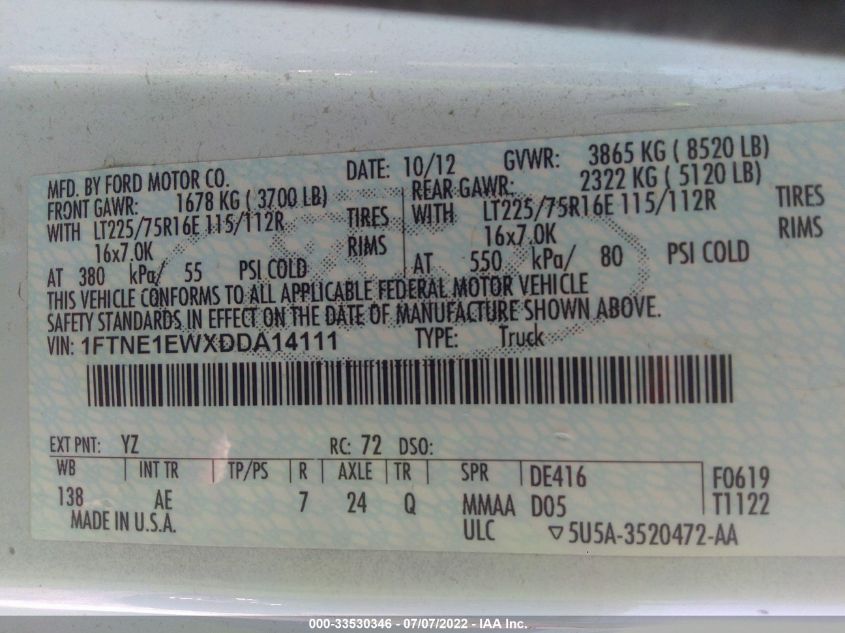 MFD. BY FORD MOTOR CO. DATE: 10/12 GVWR: 3865 KG ( 8520 LB)
FRONT GAWR: 1678 KG ( 3700 LB) REAR GAWR: 2322 KG ( 5120 LB)
WITH LT225/75R16E 115/112R TIRES WITH LT225/75R16E 115/112R TIRES
16x7.0K RIMS 16x7.0K RIMS
AT 380 kPa/ 55 PSI COLD AT 550 kPa/ 80 PSI COLD
THIS VEHICLE CONFORMS TO ALL APPLICABLE FEDERAL MOTOR VEHICLE
SAFETY STANDARDS IN EFFECT ON THE DATE OF MANUFACTURE SHOWN ABOVE.
VIN: 1FTNE1EWXDDA14111 TYPE: Truck
EXT PNT: YZ RC: 72 DSO:
WB INT TR TP/PS R AXLE TR SPR DE416 F0619
138 AE 7 24 Q MMAA D05 T1122
MADE IN U.S.A. ULC ▽5U5A-3520472-AA
000-33530346 - 07/07/2022 - IAA Inc.